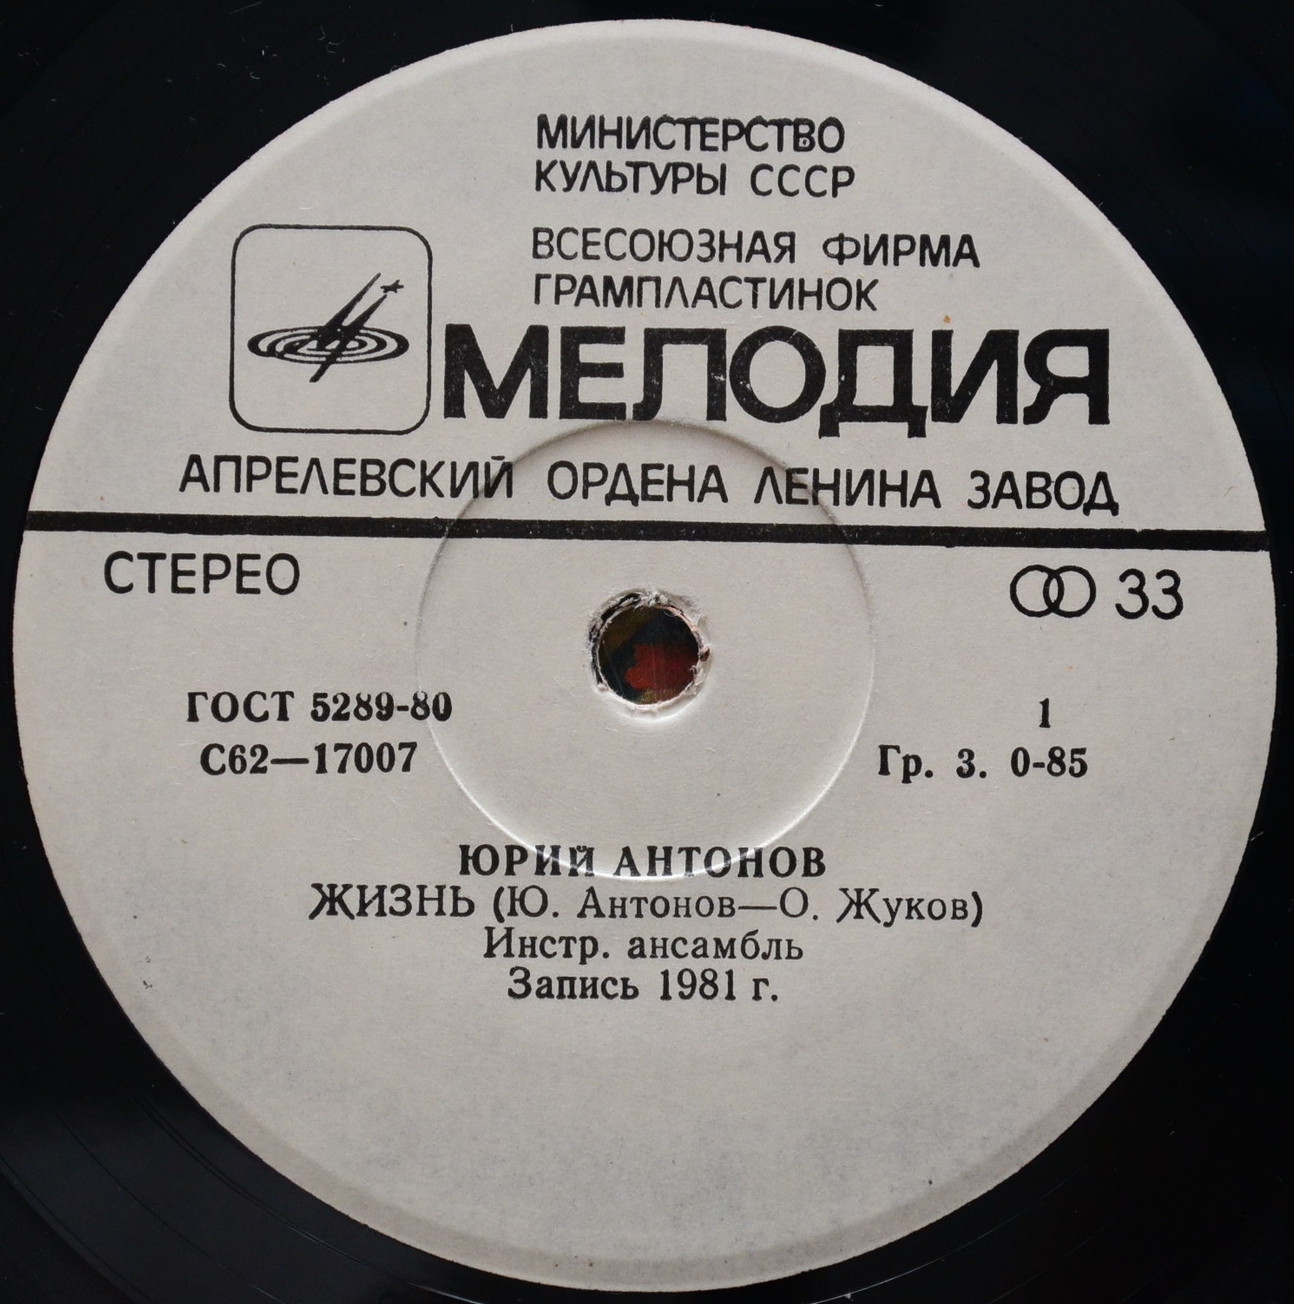 МИНИСТЕРСТВО
КУЛЬТУРЫ СССР
ВСЕСОЮЗНАЯ ФИРМА
ГРАМПЛАСТИНОК
МЕЛОДИЯ
АПРЕЛЕВСКИЙ ОРДЕНА ЛЕНИНА ЗАВОД
СТЕРЕО
33
ГОСТ 5289-80
С62—17007
1
Гр. 3. 0-85
ЮРИЙ АНТОНОВ
ЖИЗНЬ (Ю. Антонов—О. Жуков)
Инстр. ансамбль
Запись 1981 г.